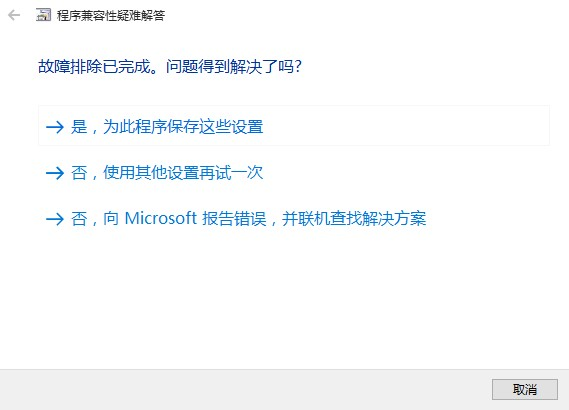 程序兼容性疑难解答
故障排除已完成。问题得到解决了吗?
是，为此程序保存这些设置
否，使用其他设置再试一次
否，向 Microsoft 报告错误，并联机查找解决方案
取消